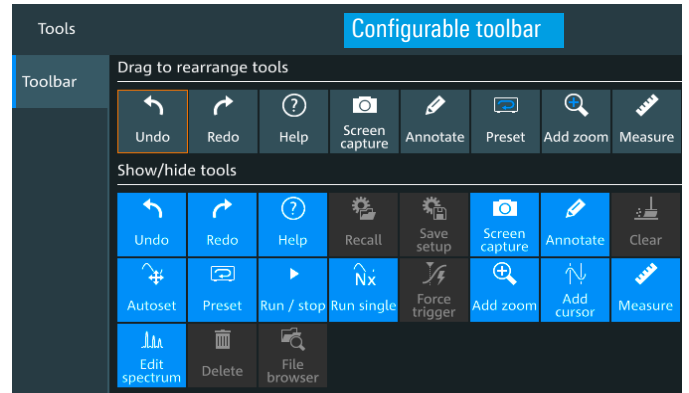 Tools
Configurable toolbar
Toolbar
Drag to rearrange tools
Undo
Redo
Help
Screen
capture
Annotate
Preset
Add zoom
Measure
Show/hide tools
Undo
Redo
Help
Recall
Save
setup
Screen
capture
Annotate
Clear
Autoset
Preset
Run / stop
Nx
Run single
Force
trigger
Add zoom
Add
cursor
Measure
Edit
spectrum
Delete
File
browser